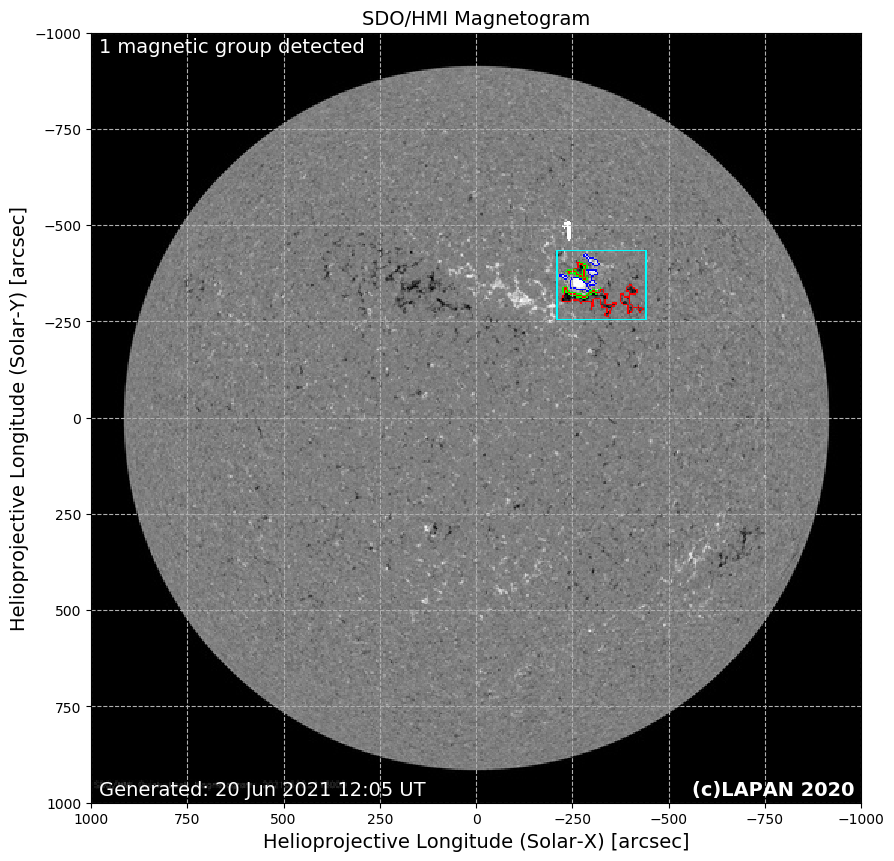 SDO/HMI Magnetogram
1 magnetic group detected
−1000
−750
−500
−250
0
250
500
750
1000
Helioprojective Longitude (Solar-Y) [arcsec]
Generated: 20 Jun 2021 12:05 UT
(c)LAPAN 2020
1000 750 500 250 0 −250 −500 −750 −1000
Helioprojective Longitude (Solar-X) [arcsec]